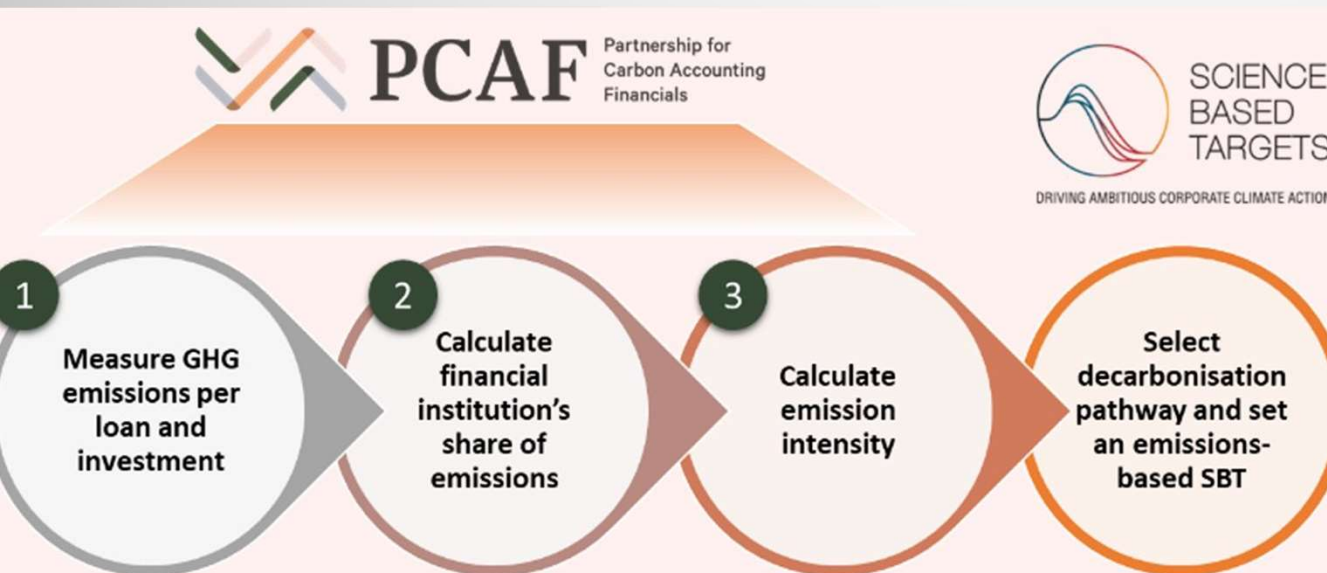 PCAF
Partnership for
Carbon Accounting
Financials
SCIENCE
BASED
TARGETS
DRIVING AMBITIOUS CORPORATE CLIMATE ACTION
1
Measure GHG
emissions per
loan and
investment
2
Calculate
financial
institution's
share of
emissions
3
Calculate
emission
intensity
Select
decarbonisation
pathway and set
an emissions-
based SBT